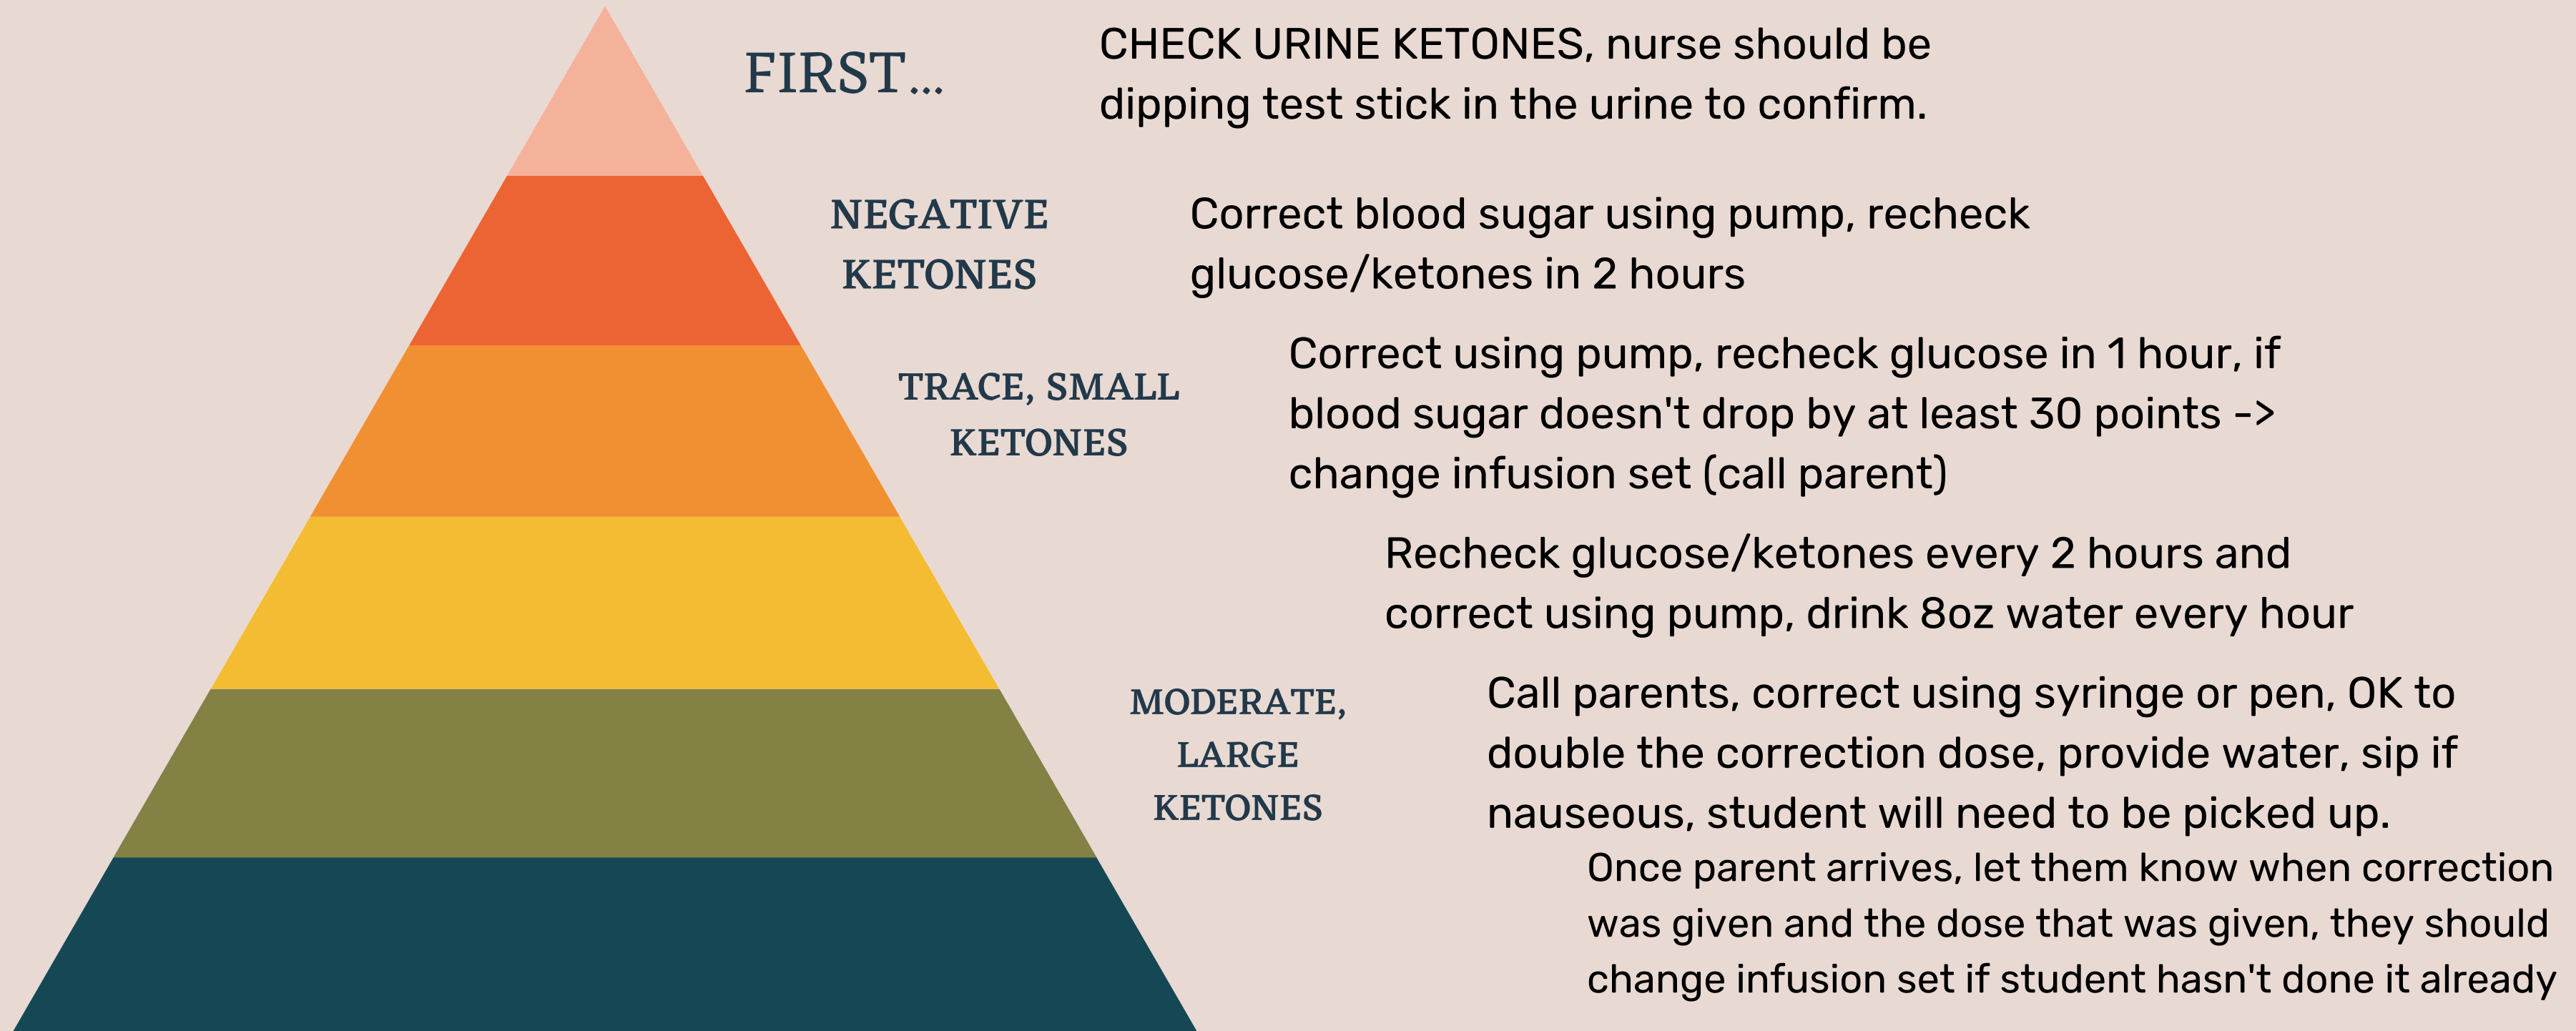 FIRST...
CHECK URINE KETONES, nurse should be
dipping test stick in the urine to confirm.
NEGATIVE
KETONES
Correct blood sugar using pump, recheck
glucose/ketones in 2 hours
TRACE, SMALL
KETONES
Correct using pump, recheck glucose in 1 hour, if
blood sugar doesn't drop by at least 30 points ->
change infusion set (call parent)
Recheck glucose/ketones every 2 hours and
correct using pump, drink 8oz water every hour
MODERATE,
LARGE
KETONES
Call parents, correct using syringe or pen, OK to
double the correction dose, provide water, sip if
nauseous, student will need to be picked up.
Once parent arrives, let them know when correction
was given and the dose that was given, they should
change infusion set if student hasn't done it already